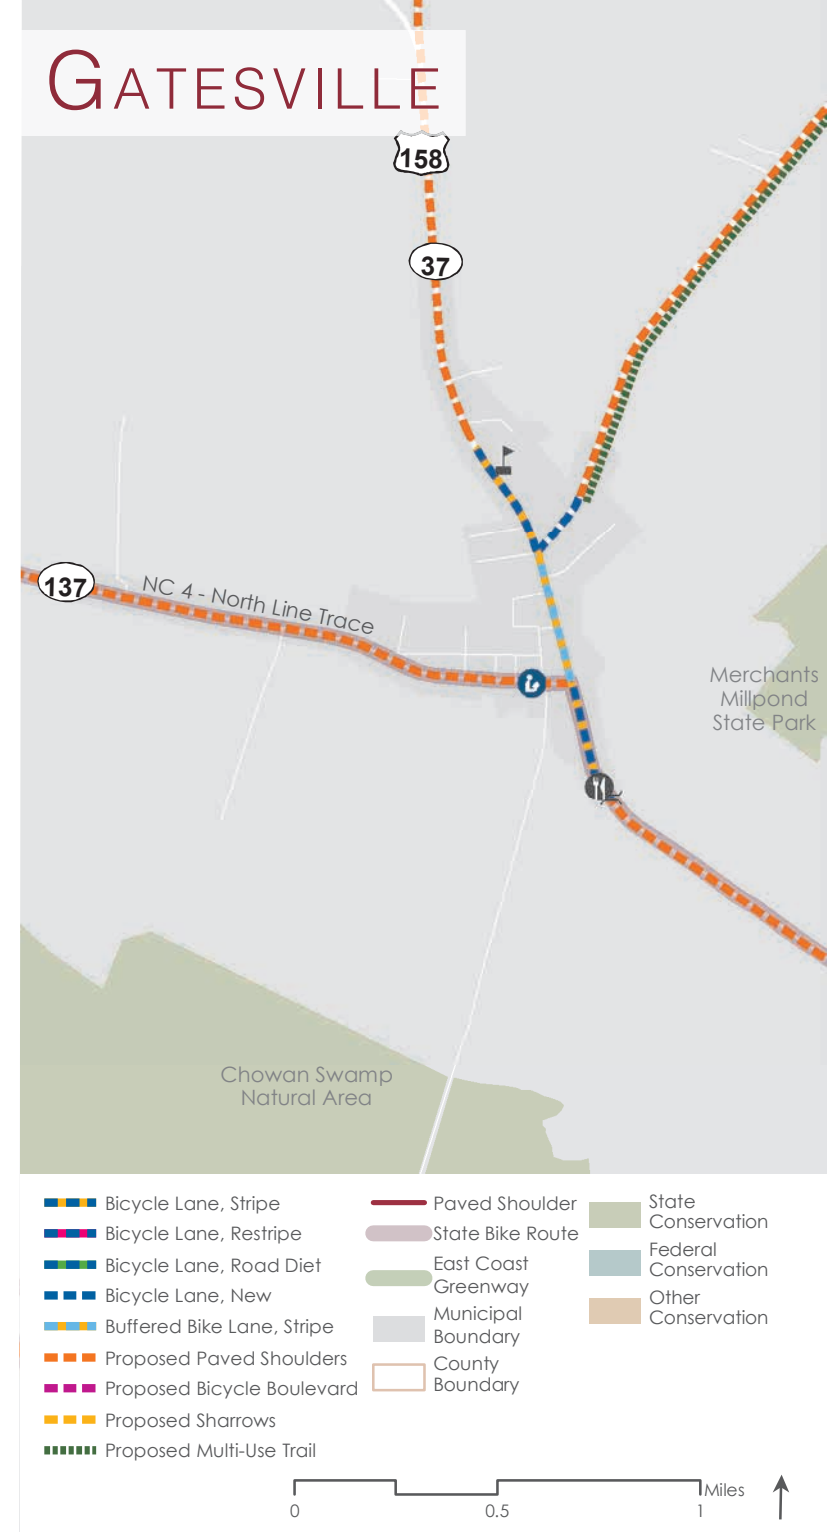 GATESVILLE
158
37
137
NC 4 - North Line Trace
Merchants
Millpond
State Park
Chowan Swamp
Natural Area
Bicycle Lane, Stripe
Bicycle Lane, Restripe
Bicycle Lane, Road Diet
Bicycle Lane, New
Buffered Bike Lane, Stripe
Proposed Paved Shoulders
Proposed Bicycle Boulevard
Proposed Sharrows
Proposed Multi-Use Trail
Paved Shoulder
State Bike Route
East Coast
Greenway
Municipal
Boundary
County
Boundary
State
Conservation
Federal
Conservation
Other
Conservation
Miles
0
0.5
1